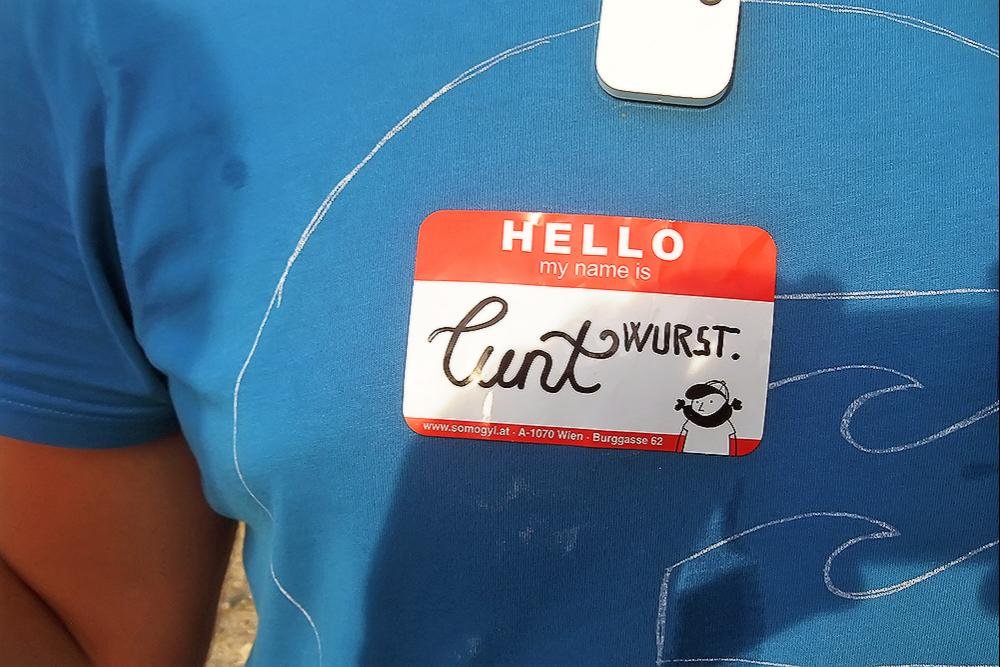 HELLO
my name is
Cunt WURST.
www.somogyi.at · A-1070 Wien · Burggasse 62